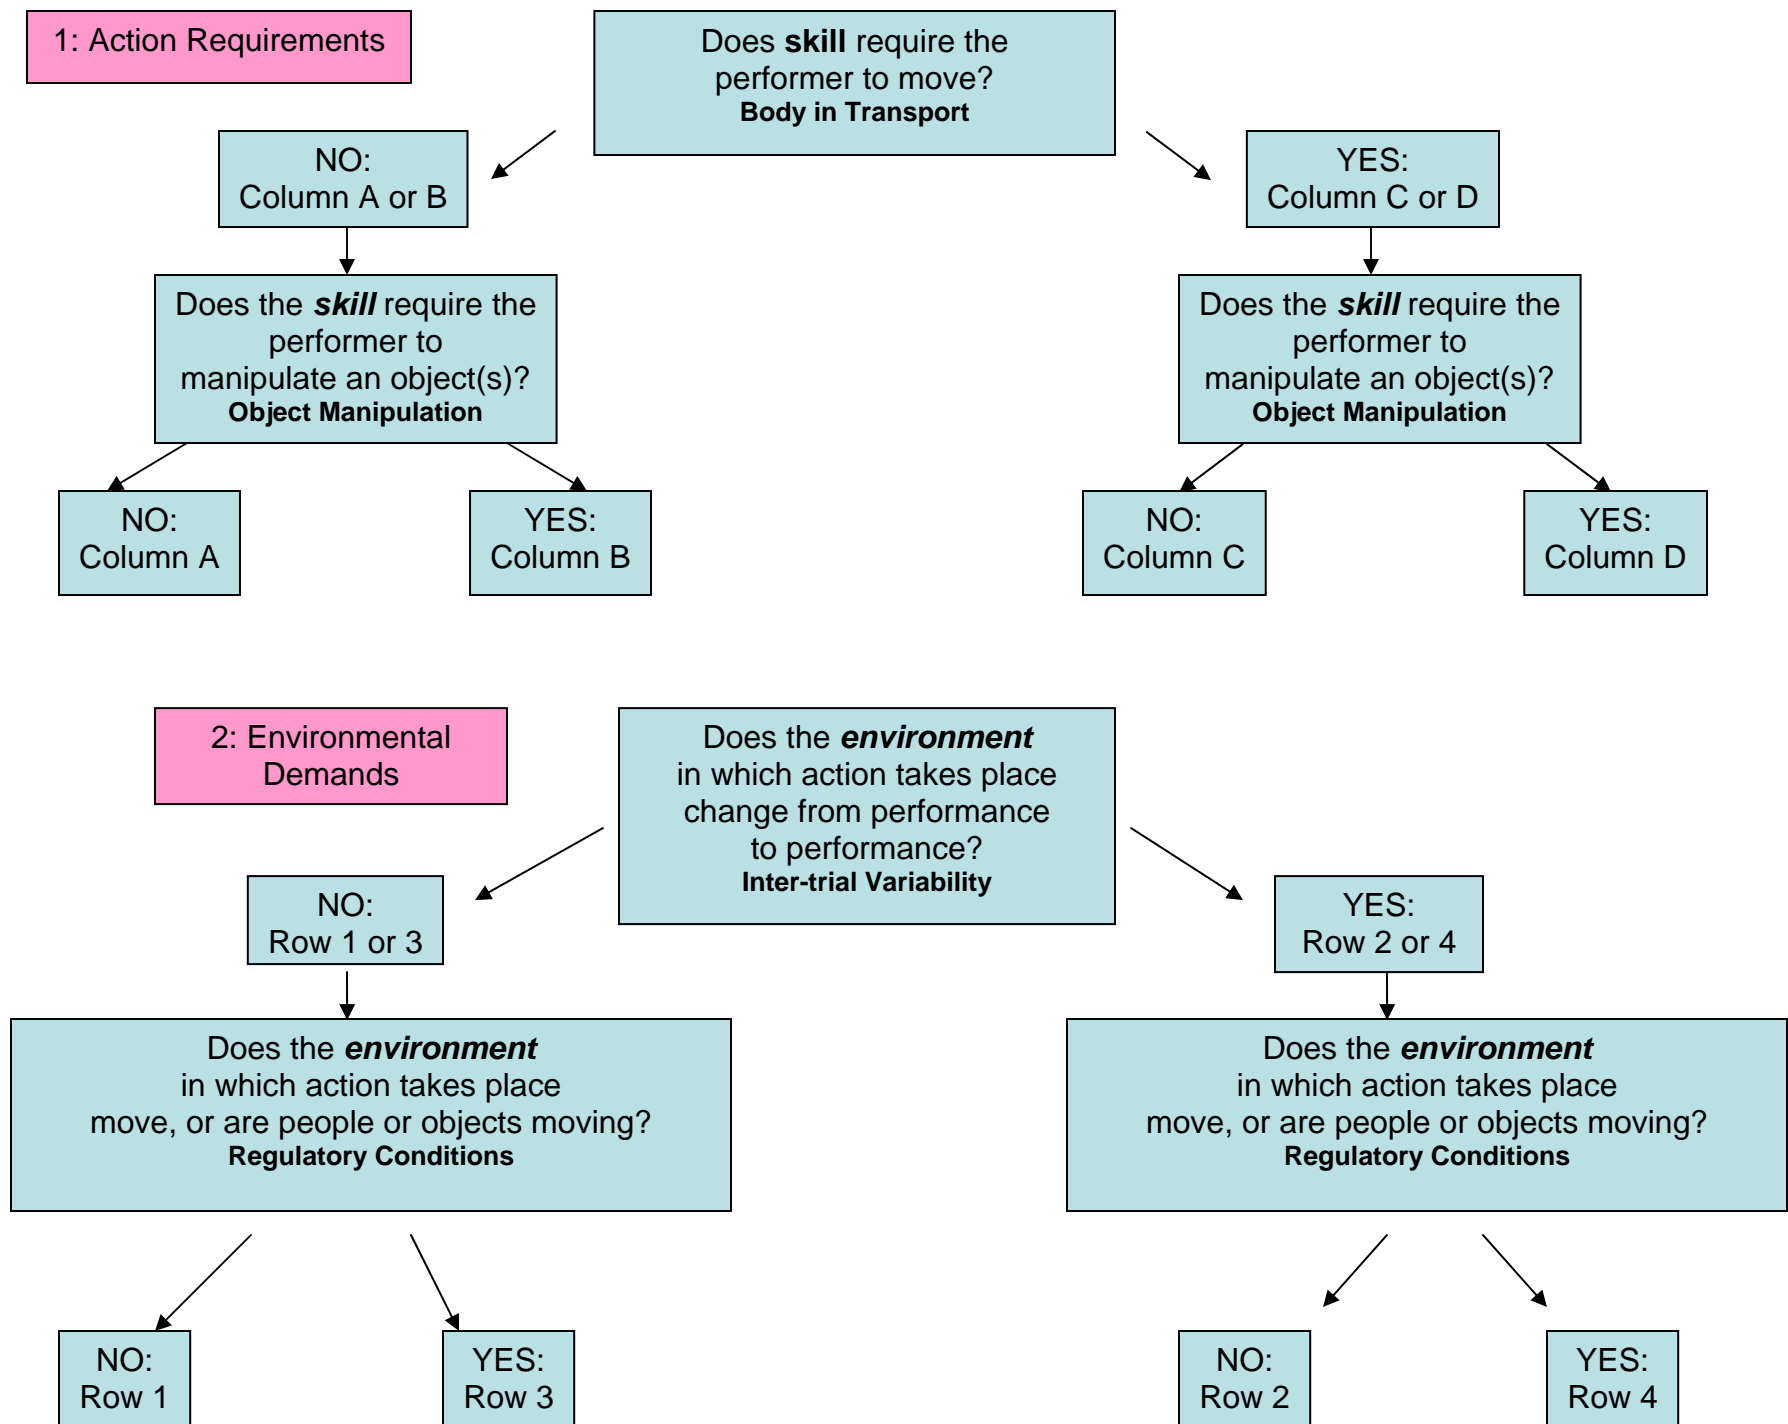 1: Action Requirements
Does skill require the
performer to move?
Body in Transport
NO:
Column A or B
YES:
Column C or D
Does the skill require the
performer to
manipulate an object(s)?
Object Manipulation
Does the skill require the
performer to
manipulate an object(s)?
Object Manipulation
NO:
Column A
YES:
Column B
NO:
Column C
YES:
Column D
2: Environmental
Demands
Does the environment
in which action takes place
change from performance
to performance?
Inter-trial Variability
NO:
Row 1 or 3
YES:
Row 2 or 4
Does the environment
in which action takes place
move, or are people or objects moving?
Regulatory Conditions
Does the environment
in which action takes place
move, or are people or objects moving?
Regulatory Conditions
NO:
Row 1
YES:
Row 3
NO:
Row 2
YES:
Row 4